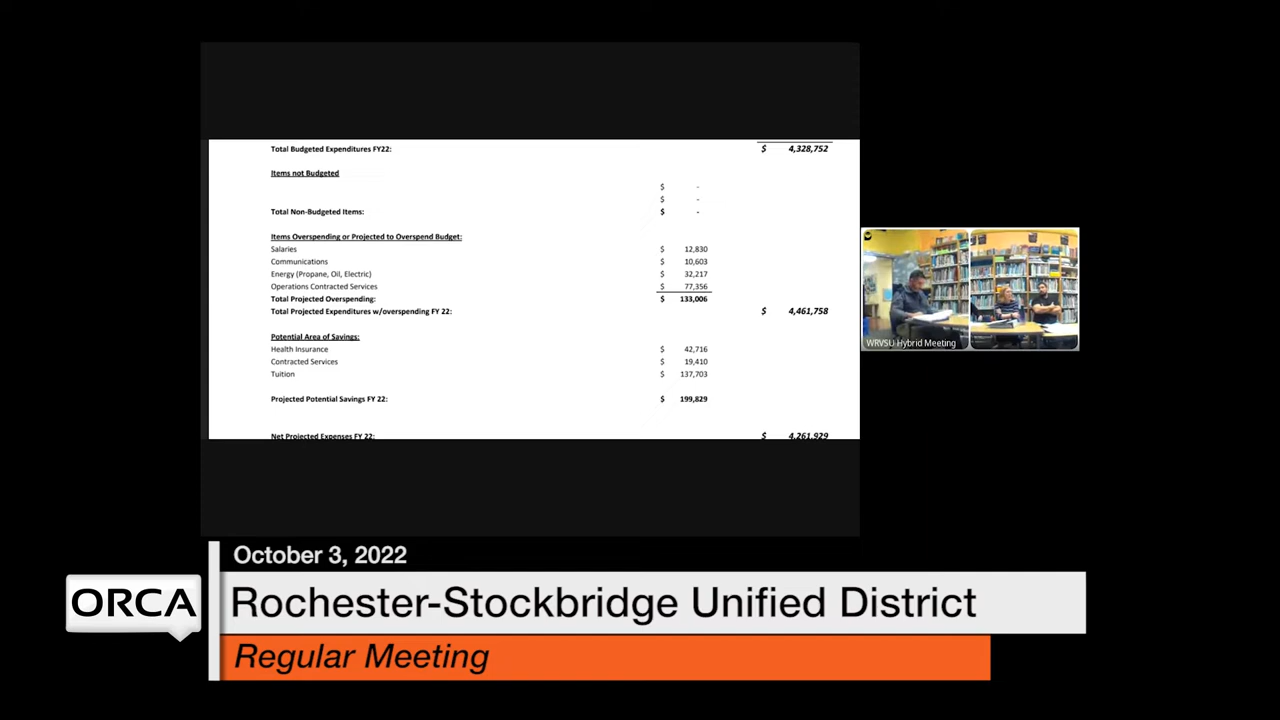 Total Budgeted Expenditures FY22: $ 4,328,752
Items not Budgeted
$ -
$ -
Total Non-Budgeted Items: $ -
Items Overspending or Projected to Overspend Budget:
Salaries $ 12,830
Communications $ 10,603
Energy (Propane, Oil, Electric) $ 32,217
Operations Contracted Services $ 77,356
Total Projected Overspending: $ 133,006
Total Projected Expenditures w/overspending FY 22: $ 4,461,758
Potential Area of Savings:
Health Insurance $ 42,716
Contracted Services $ 19,410
Tuition $ 137,703
Projected Potential Savings FY 22: $ 199,829
Net Projected Expenses FY 22: $ 4,261,929
WRVSU Hybrid Meeting
October 3, 2022
ORCA
Rochester-Stockbridge Unified District
Regular Meeting